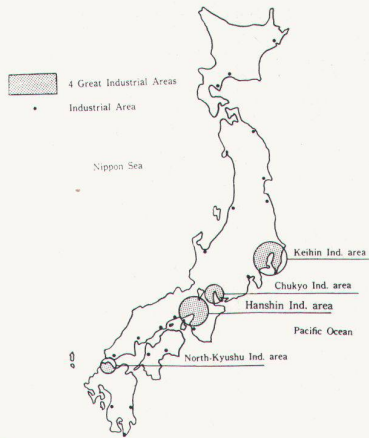 4 Great Industrial Areas
Industrial Area
Nippon Sea
Keihin Ind. area
Chukyo Ind. area
Hanshin Ind. area
Pacific Ocean
North-Kyushu Ind. area